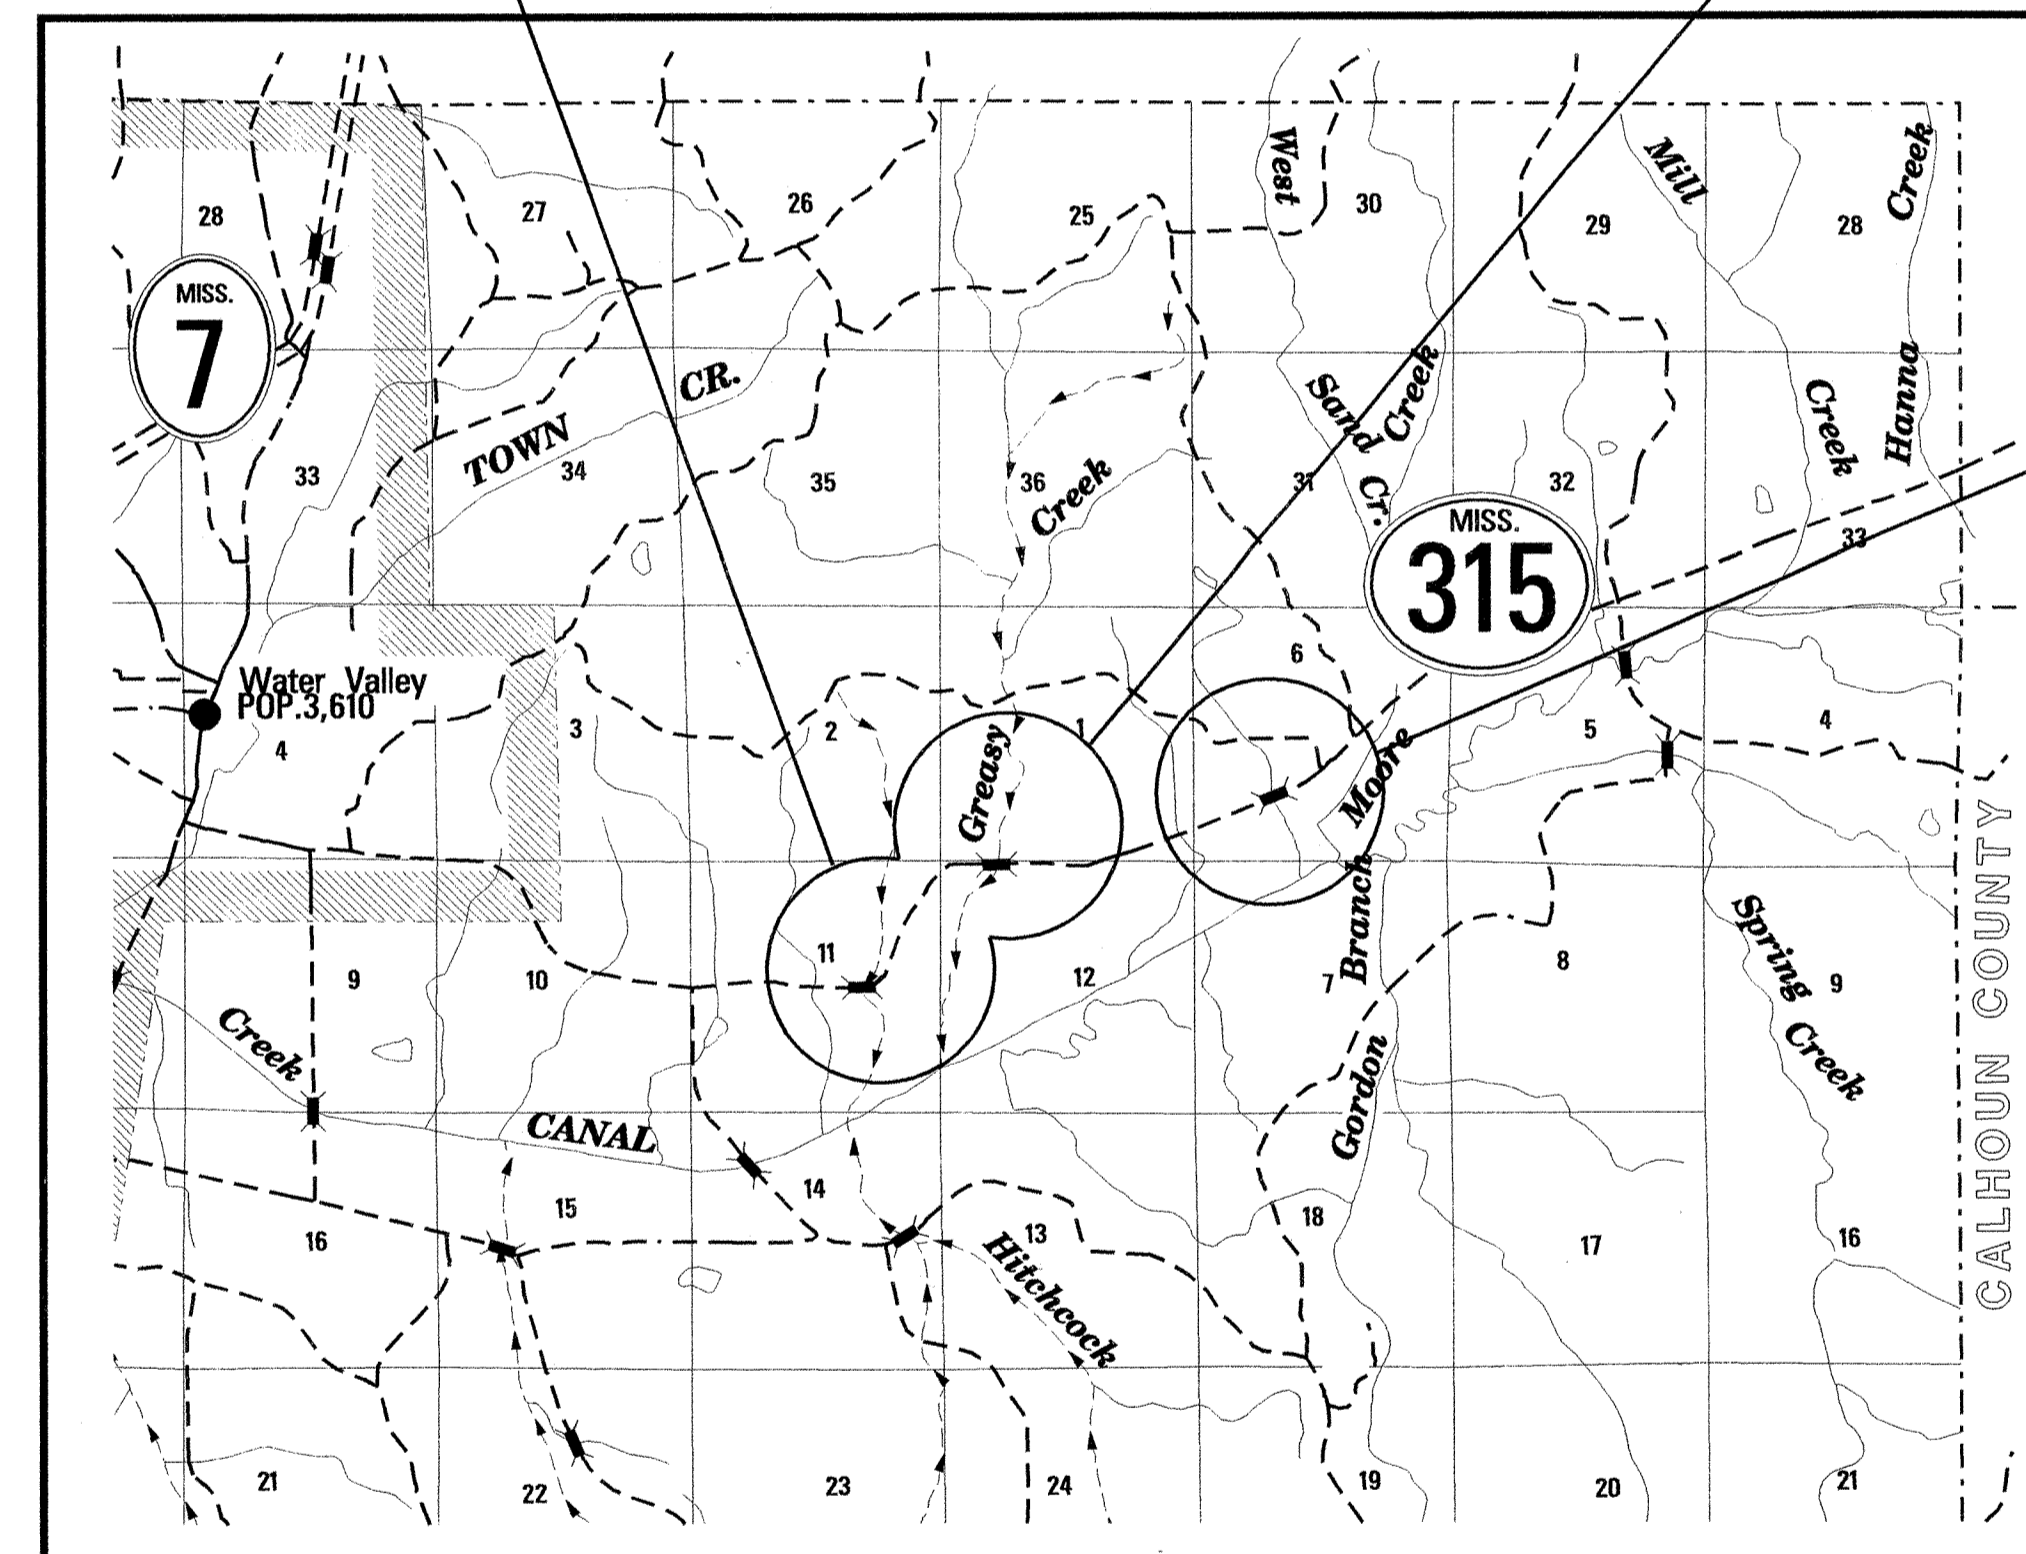 West
Mill
Creek
28
27
26
25
30
29
28
MISS.
7
TOWN
CR.
Sand
Cr.
Creek
Creek
Hanna
33
34
35
36
Creek
31
32
MISS.
315
33
Water Valley
POP.3,610
4
3
2
1
6
5
4
Greasy
Moore
Branch
Gordon
9
10
11
12
7
8
9
Spring
Creek
Creek
CANAL
CALHOUN COUNTY
16
15
14
13
18
17
16
Hitchcock
21
22
23
24
19
20
21